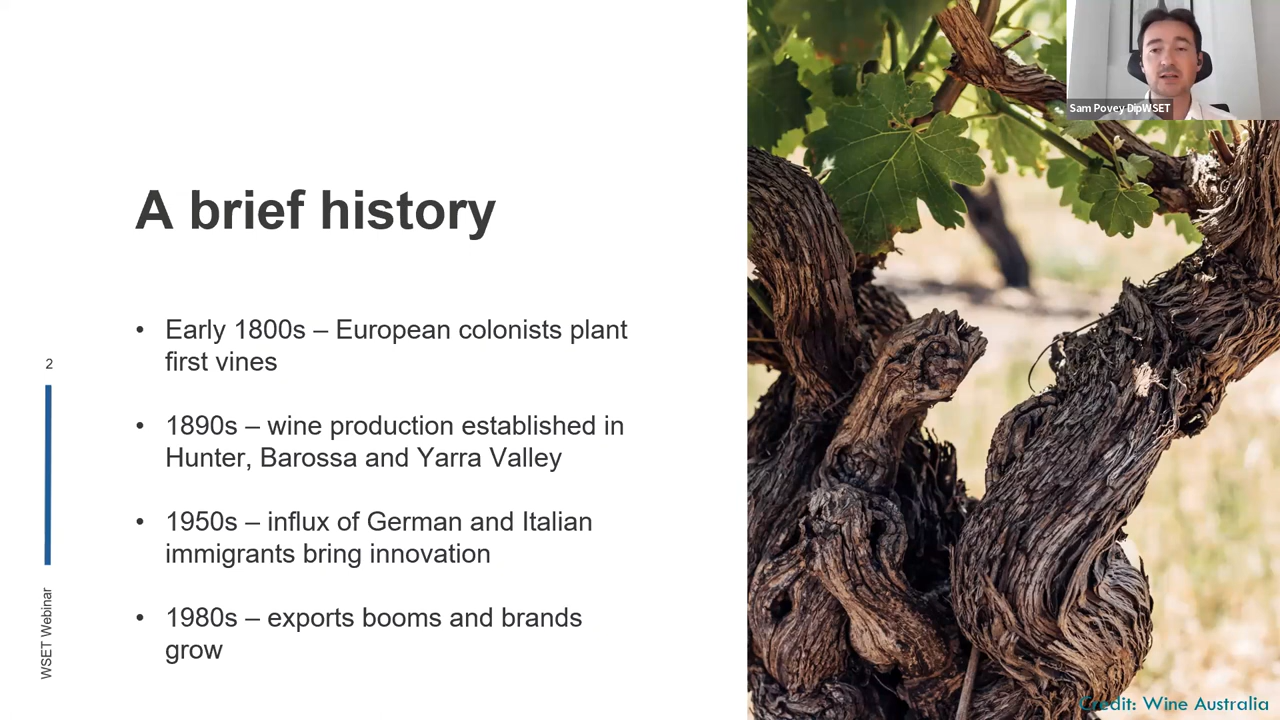 Sam Povey DipWSET
A brief history
• Early 1800s – European colonists plant
first vines
• 1890s – wine production established in
Hunter, Barossa and Yarra Valley
• 1950s – influx of German and Italian
immigrants bring innovation
• 1980s – exports booms and brands
grow
2
WSET Webinar
Credit: Wine Australia